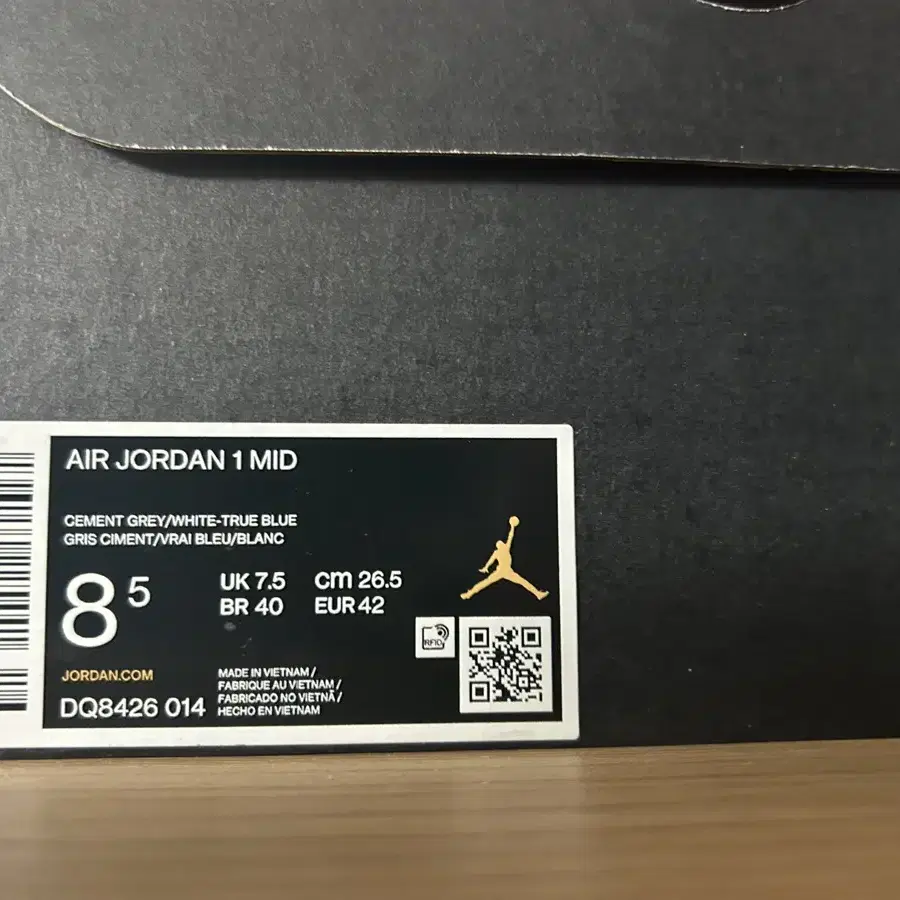 AIR JORDAN 1 MID
CEMENT GREY/WHITE-TRUE BLUE
GRIS CIMENT/VRAI BLEU/BLANC
8 5
UK 7.5 cm 26.5
BR 40 EUR 42
RFID
JORDAN.COM
DQ8426 014
MADE IN VIETNAM /
FABRIQUE AU VIETNAM /
FABRICADO NO VIETNÃ /
HECHO EN VIETNAM